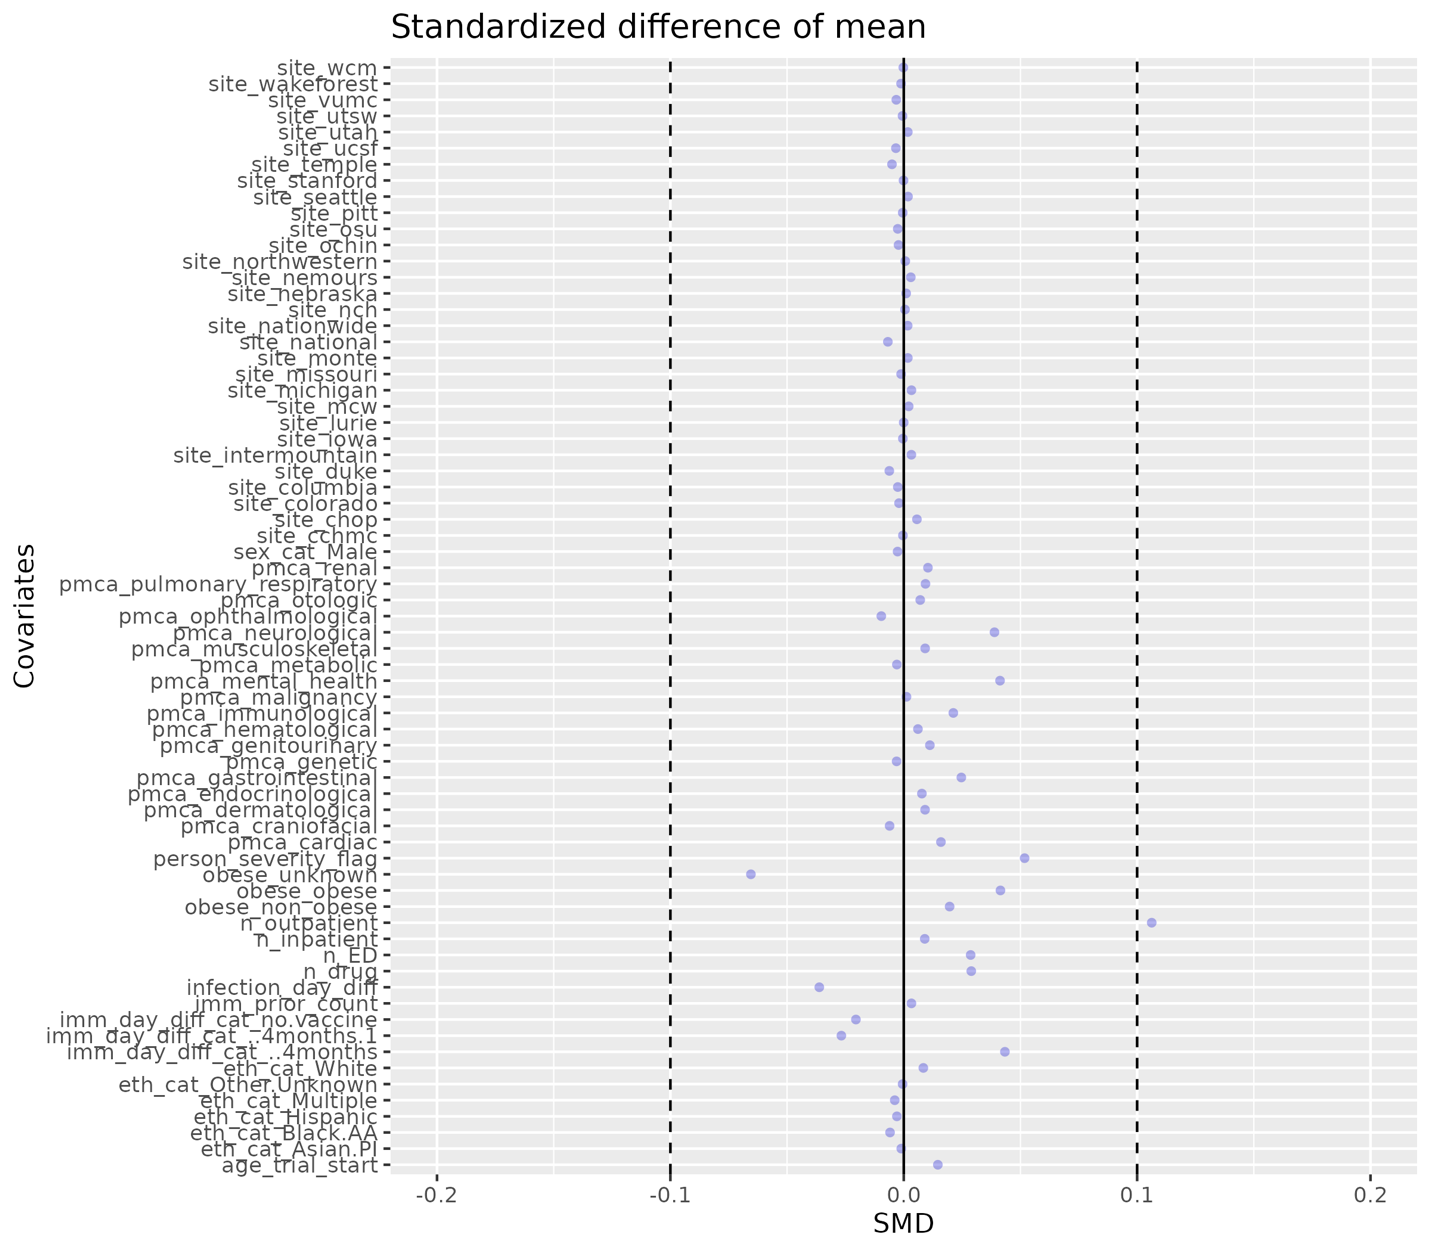 Standardized difference of mean
site_wcm
site_wakeforest
site_vumc
site_utsw
site_utah
site_ucsf
site_temple
site_stanford
site_seattle
site_pitt
site_osu
site_ochin
site_northwestern
site_nemours
site_nebraska
site_nch
site_nationwide
site_national
site_monte
site_missouri
site_michigan
site_mcw
site_lurie
site_iowa
site_intermountain
site_duke
site_columbia
site_colorado
site_chop
site_cchmc
sex_cat_Male
pmca_renal
pmca_pulmonary_respiratory
pmca_otologic
pmca_ophthalmological
pmca_neurological
pmca_musculoskeletal
pmca_metabolic
pmca_mental_health
pmca_malignancy
pmca_immunological
pmca_hematological
pmca_genitourinary
pmca_genetic
pmca_gastrointestinal
pmca_endocrinological
pmca_dermatological
pmca_craniofacial
pmca_cardiac
person_severity_flag
obese_unknown
obese_obese
obese_non_obese
n_outpatient
n_inpatient
n_ED
n_drug
infection_day_diff
imm_prior_count
imm_day_diff_cat_no.vaccine
imm_day_diff_cat_..4months.1
imm_day_diff_cat_..4months
eth_cat_White
eth_cat_Other.Unknown
eth_cat_Multiple
eth_cat_Hispanic
eth_cat_Black.AA
eth_cat_Asian.PI
age_trial_start
Covariates
-0.2 -0.1 0.0 0.1 0.2
SMD